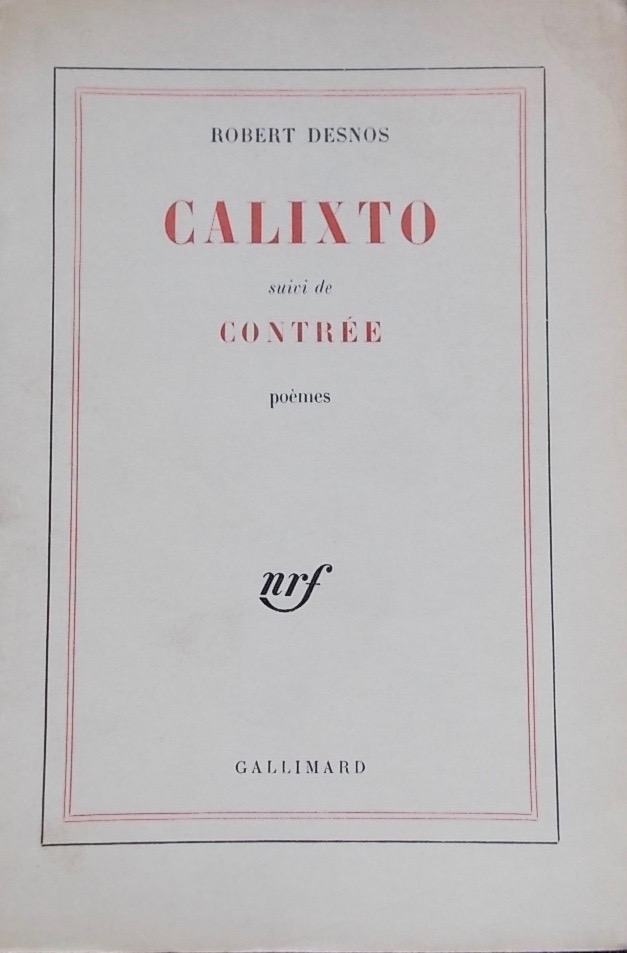 ROBERT DESNOS
CALIXTO
suivi de
CONTRÉE
poèmes
nrf
GALLIMARD